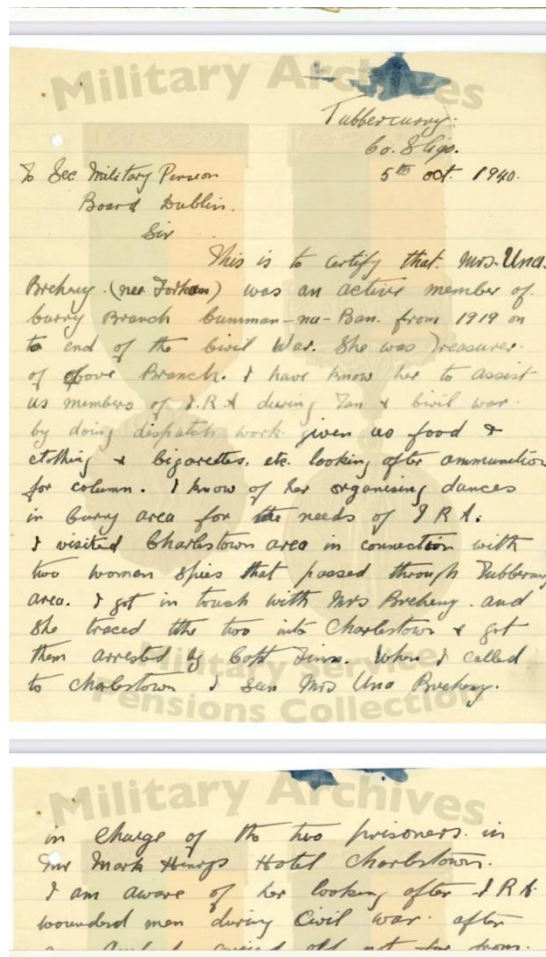 Military Archives
Tubbercurry.
Co. Sligo.
5th oct. 1940.
To Sec Military Pension
Board Dublin.
Sir
This is to certify that Mrs. Una
Breheny. (nee Forkan) was an active member of
Curry Branch Cumman-na-Ban. from 1919 on
to end of the Civil War. She was Treasurer.
of above Branch. I have know her to assist
us members of I.R.A during Tan & Civil war.
by doing dispatch work given us food &
clothing & Cigarettes. etc. looking after ammunition
for column. I know of her organising dances
in Curry area for the needs of I R A.
I visited Charlestown area in connection with
two women spies that passed through Tubbercurry
area. I got in touch with Mrs Breheny. and
She traced the two into Charlestown & got
them arrested by Capt Finn. When I called
to Charlestown I seen Mrs Una Breheny.
Military Service
Pensions Collection
Military Archives
in charge of the two prisoners in
Mr Mark Henrys Hotel Charlestown.
I am aware of her looking after I.R.A
wounded men during Civil war. after